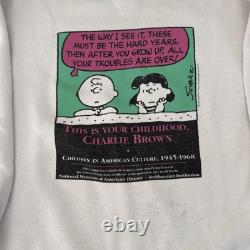 THE WAY I SEE IT, THESE
MUST BE THE HARD YEARS.
THEN AFTER YOU GROW UP, ALL
YOUR TROUBLES ARE OVER!
SCHULZ
THIS IS YOUR CHILDHOOD,
CHARLIE BROWN
CHILDREN IN AMERICAN CULTURE, 1945-1968
National Museum of American History • Smithsonian Institution